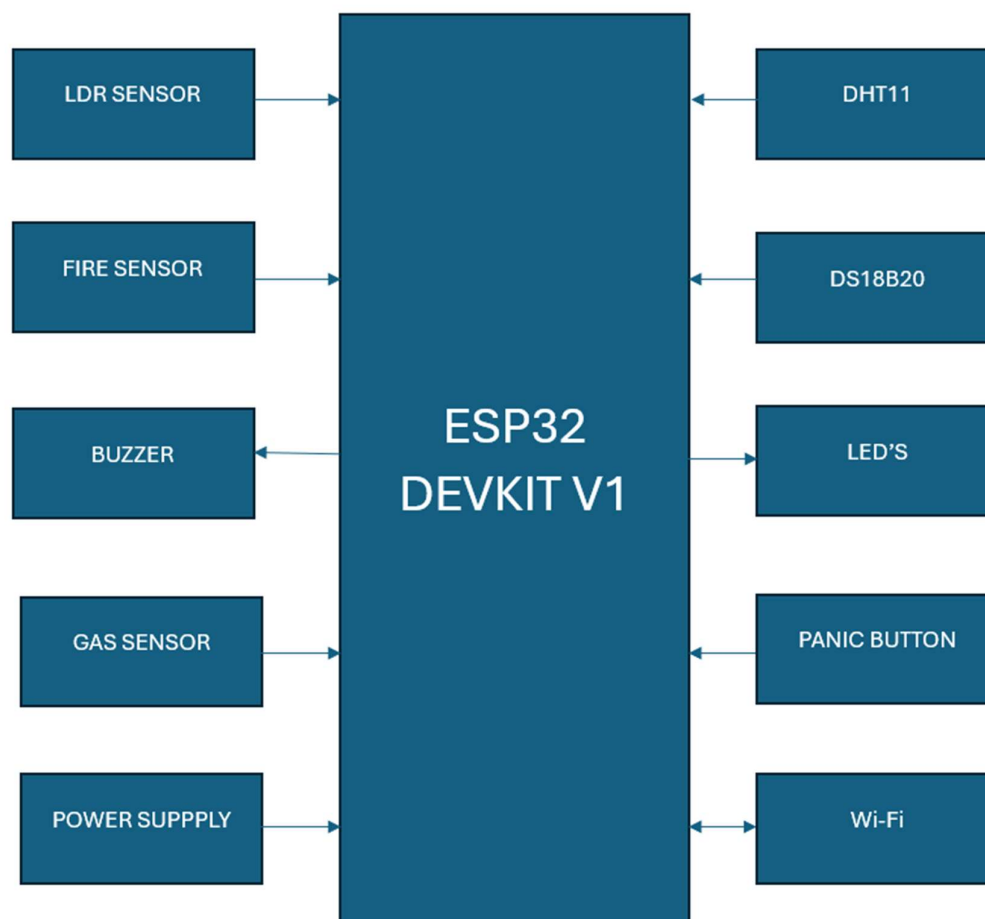 LDR SENSOR
FIRE SENSOR
BUZZER
GAS SENSOR
POWER SUPPPLY
ESP32
DEVKIT V1
DHT11
DS18B20
LED’S
PANIC BUTTON
Wi-Fi